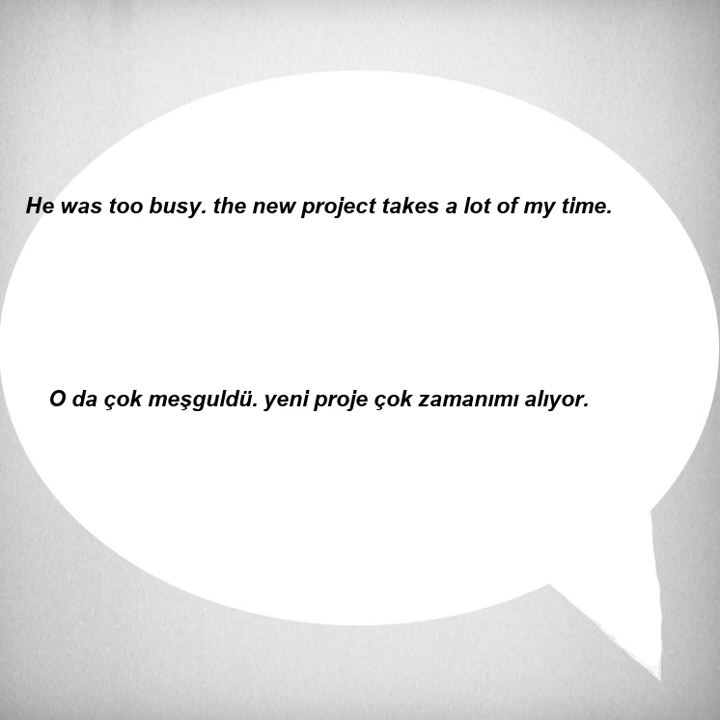 He was too busy. the new project takes a lot of my time.
O da çok meşguldü. yeni proje çok zamanımı alıyor.